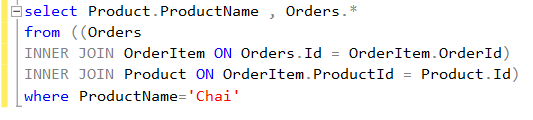 select Product.ProductName , Orders.*
from ((Orders
INNER JOIN OrderItem ON Orders.Id = OrderItem.OrderId)
INNER JOIN Product ON OrderItem.ProductId = Product.Id)
where ProductName='Chai'